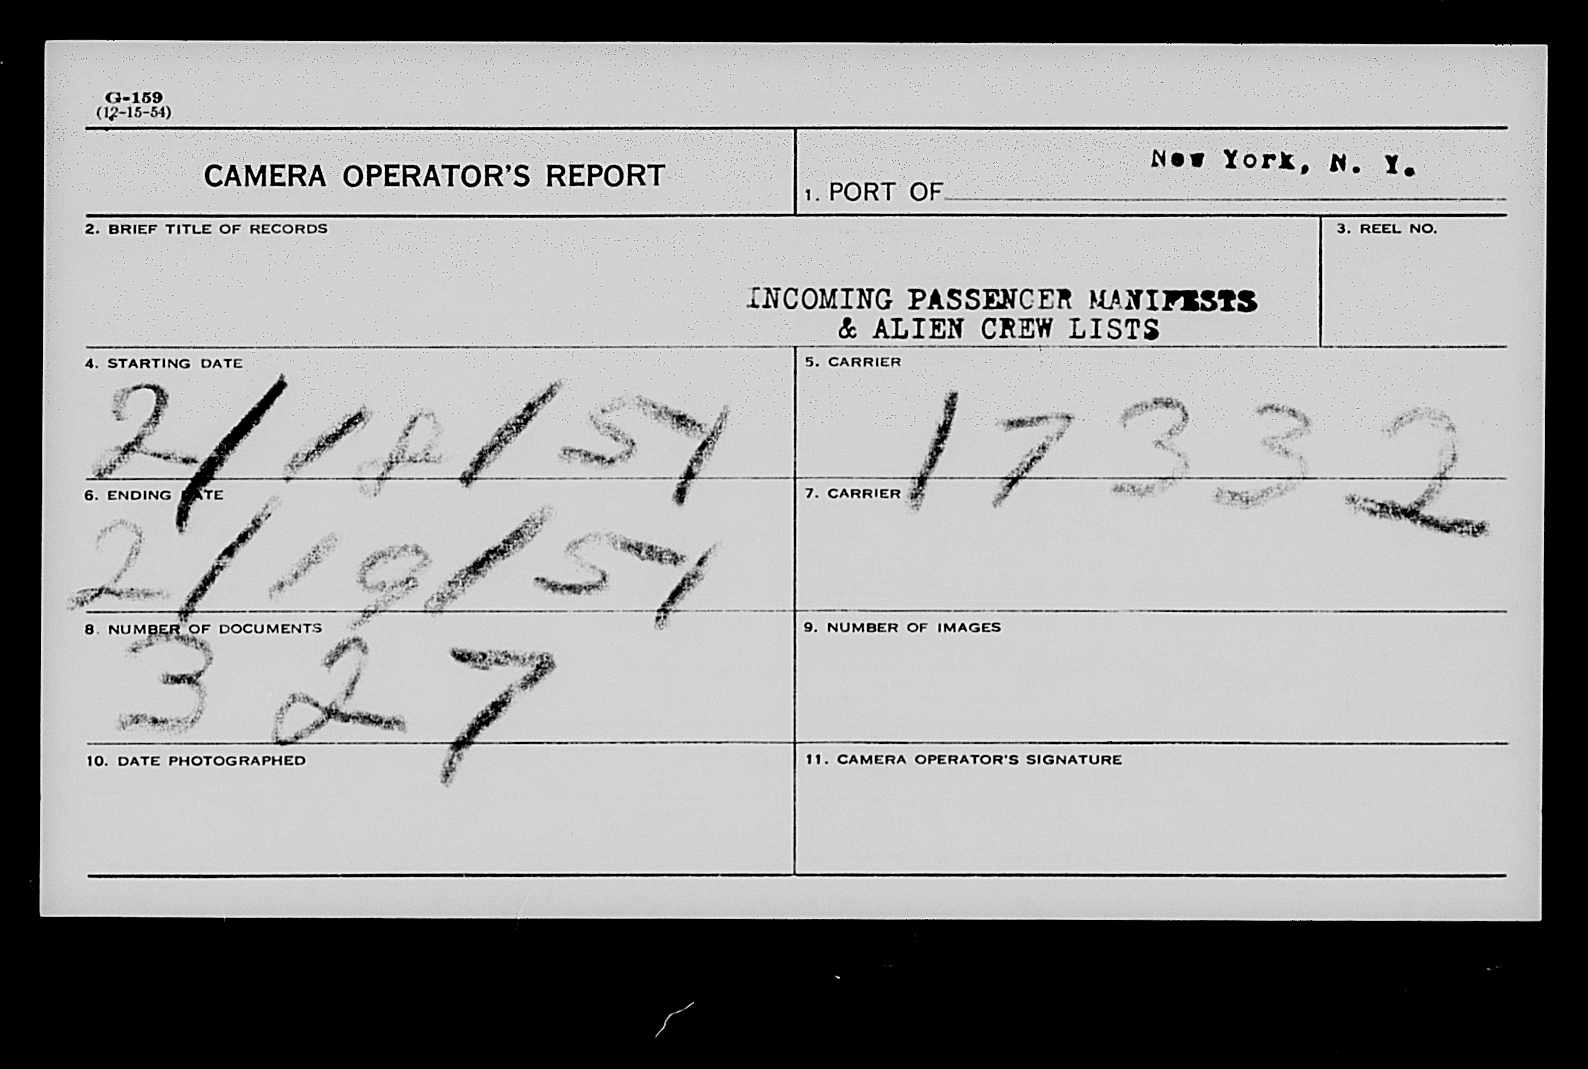 G-159
(12-15-54)
CAMERA OPERATOR'S REPORT
1. PORT OF New York, N. Y.
2. BRIEF TITLE OF RECORDS
3. REEL NO.
INCOMING PASSENGER MANIFESTS
& ALIEN CREW LISTS
4. STARTING DATE
2/18/57
5. CARRIER
17332
6. ENDING DATE
2/19/57
7. CARRIER
8. NUMBER OF DOCUMENTS
327
9. NUMBER OF IMAGES
10. DATE PHOTOGRAPHED
11. CAMERA OPERATOR'S SIGNATURE